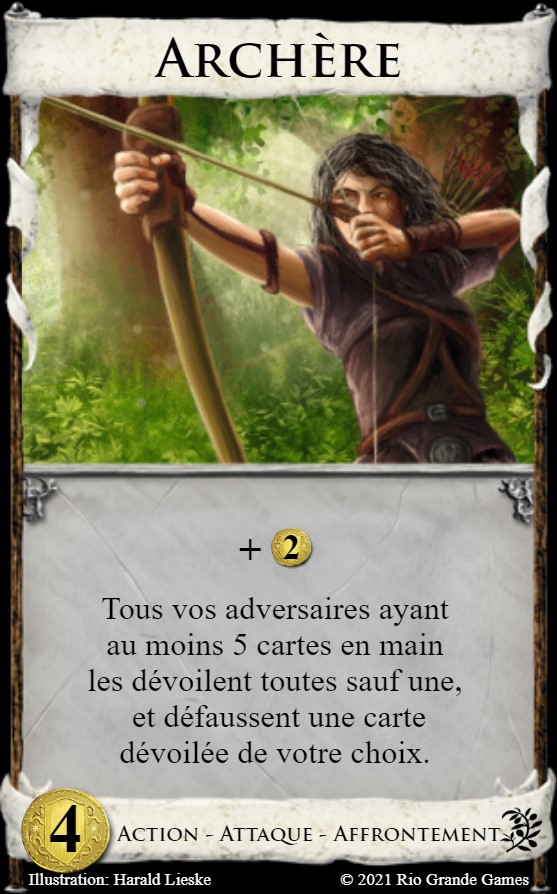 Archère
+ 2
Tous vos adversaires ayant
au moins 5 cartes en main
les dévoilent toutes sauf une,
et défaussent une carte
dévoilée de votre choix.
4 Action - Attaque - Affrontement
Illustration: Harald Lieske © 2021 Rio Grande Games